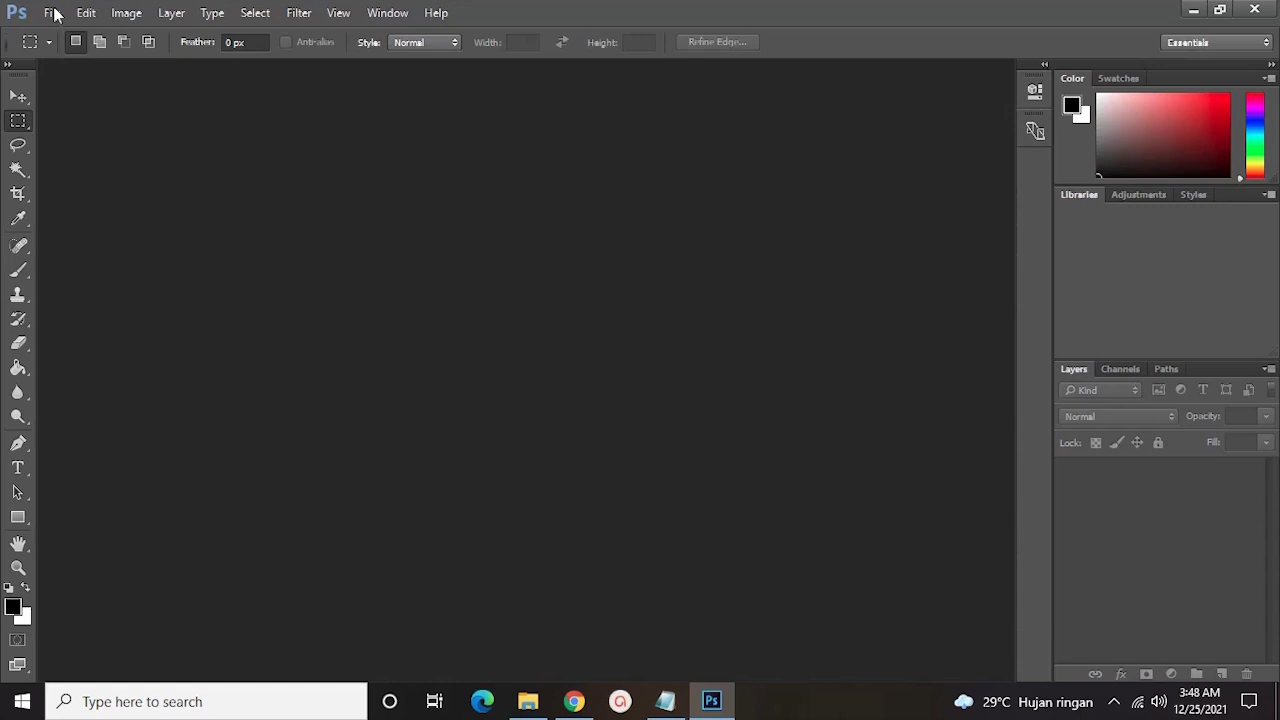 Ps Edit Image Layer Type Select Filter View Window Help
Feather: 0 px Anti-alias Style: Normal Width: Height: Refine Edge... Essentials
Color Swatches
Libraries Adjustments Styles
Layers Channels Paths
Kind
Normal Opacity:
Lock: Fill:
Type here to search
Ps
29°C Hujan ringan
3:48 AM
12/25/2021